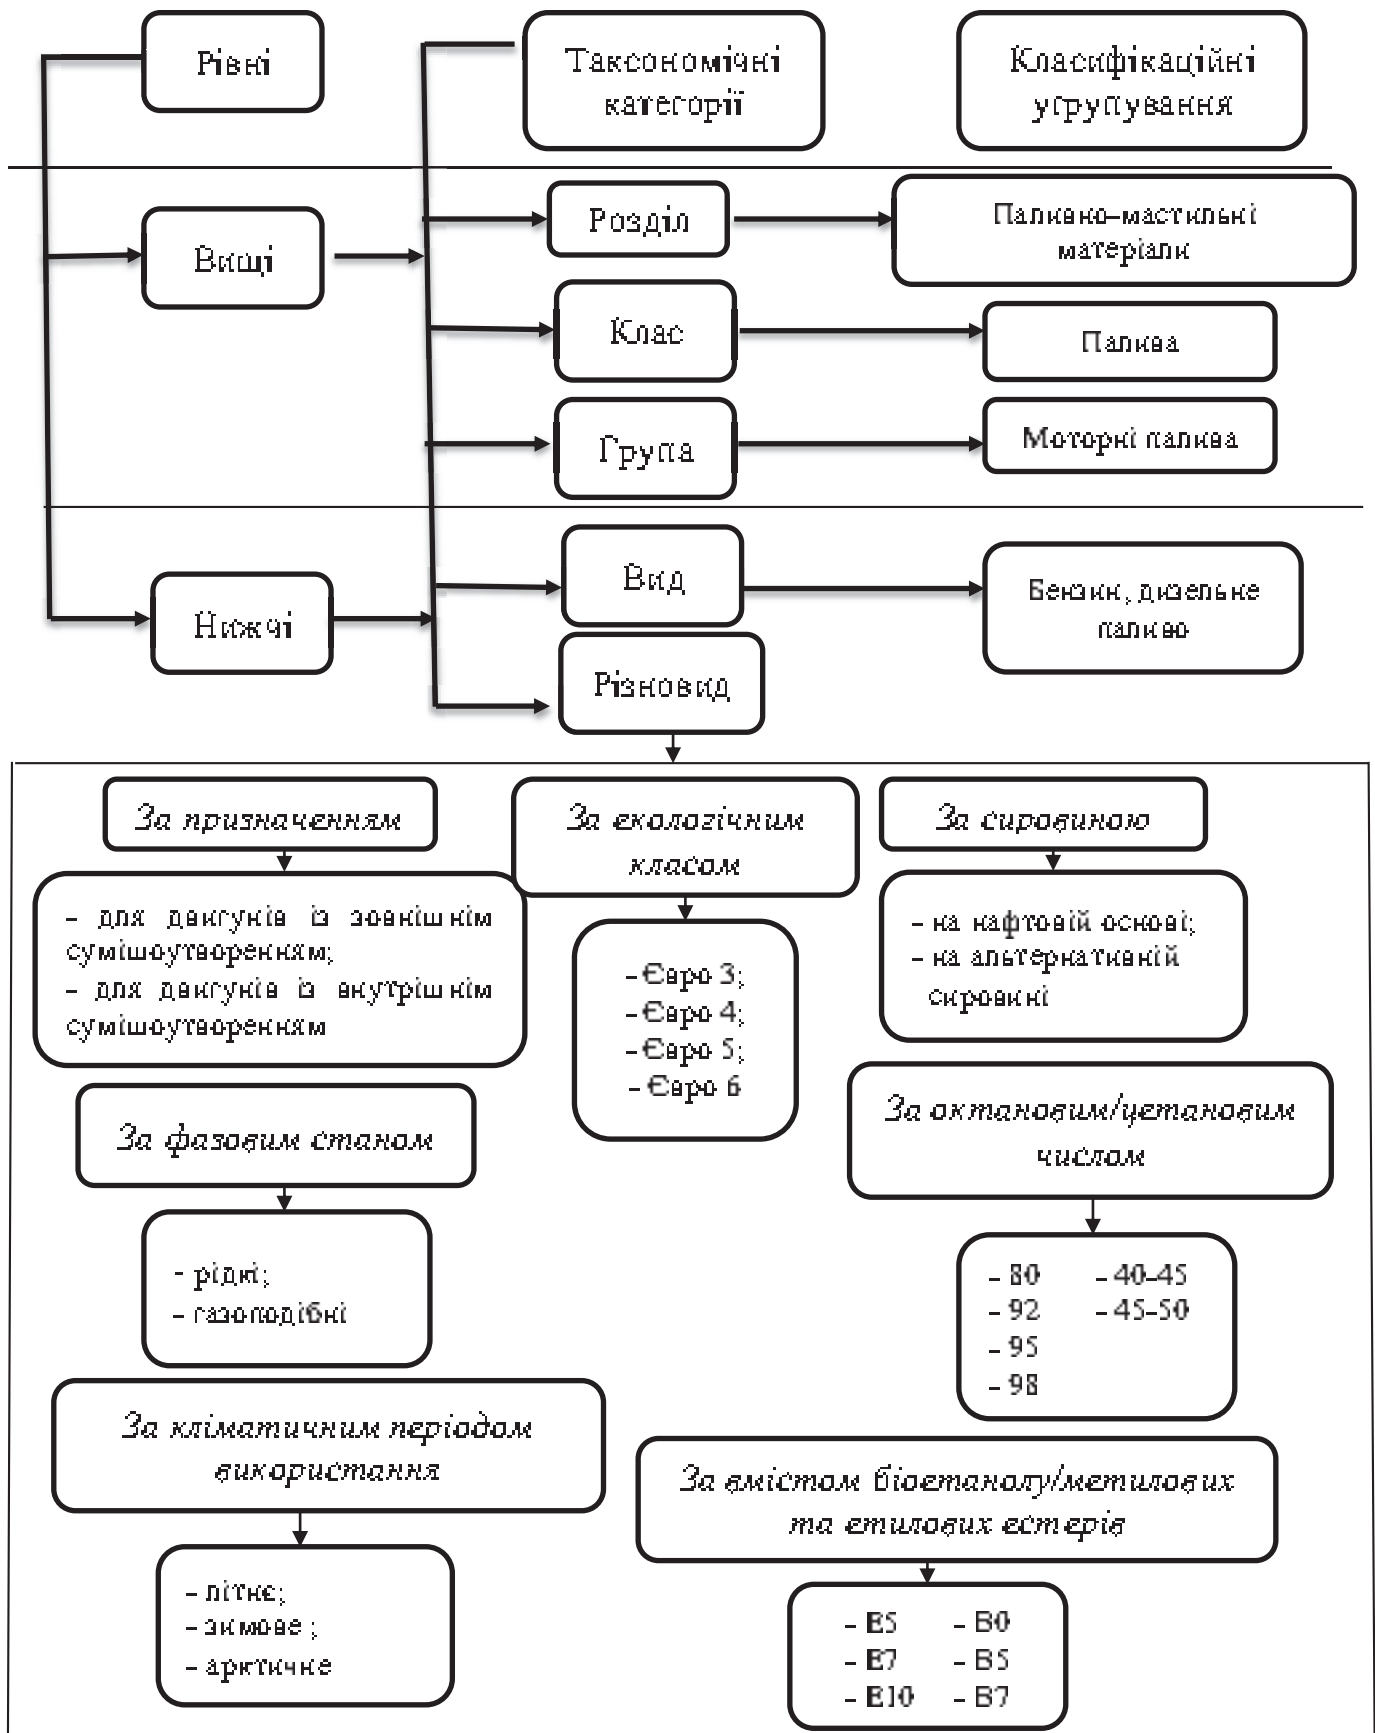 Рівні
Таксономічні
категорії
Класифікаційні
угрупування
Вищі
Розділ
Паливно-мастильні
матеріали
Клас
Палива
Група
Моторні палива
Нижчі
Вид
Бензин, дизельне
паливо
Різновид
За призначенням
– для двигунів із зовнішнім
сумішоутворенням;
– для двигунів із внутрішнім
сумішоутворенням
За екологічним
класом
– Євро 3;
– Євро 4;
– Євро 5;
– Євро 6
За сировиною
– на нафтовій основі;
– на альтернативній
сировині
За фазовим станом
- рідкі;
– газоподібні
За октановим/цетановим
числом
– 80 – 40-45
– 92 – 45-50
– 95
– 98
За кліматичним періодом
використання
– літнє;
– зимове ;
– арктичне
За вмістом біоетанолу/метилових
та етилових естерів
– Е5 – В0
– Е7 – В5
– Е10 – В7